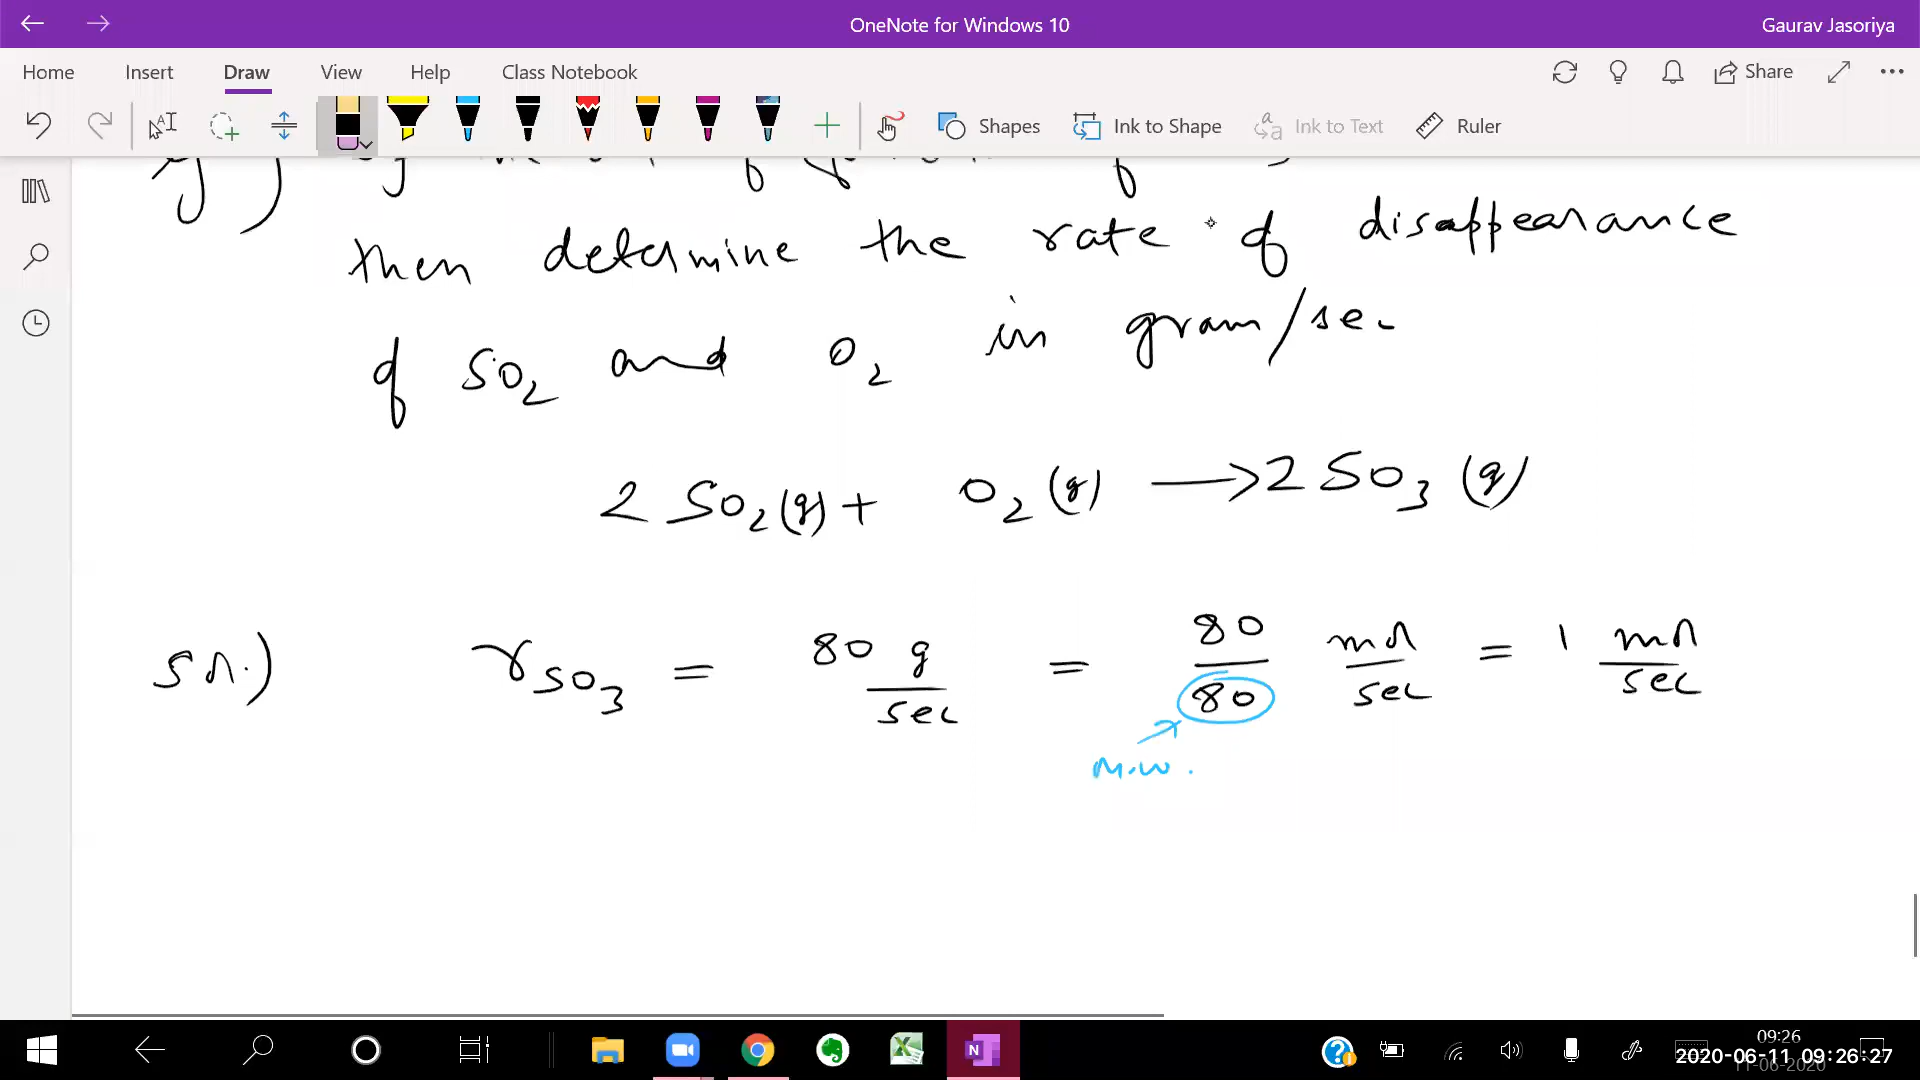 OneNote for Windows 10
Gaurav Jasoriya
Home Insert Draw View Help Class Notebook Share
Shapes Ink to Shape Ink to Text Ruler
then determine the rate of disappearance
of SO2 and O2 in gram/sec
2 SO2(g) + O2(g) → 2 SO3(g)
Sol.) rSO3 = 80 g/sec = 80/80 mol/sec = 1 mol/sec
M.W.
09:26
2020-06-11 09:26:27
11-06-2020